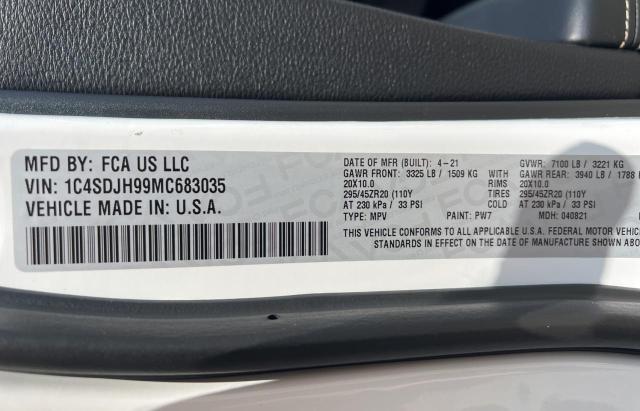 MFD BY: FCA US LLC
VIN: 1C4SDJH99MC683035
VEHICLE MADE IN: U.S.A.
DATE OF MFR (BUILT): 4-21 GVWR: 7100 LB / 3221 KG
GAWR FRONT: 3325 LB / 1509 KG WITH GAWR REAR: 3940 LB / 1788
20X10.0 RIMS 20X10.0
295/45ZR20 (110Y TIRES 295/45ZR20 (110Y
AT 230 kPa / 33 PSI COLD AT 230 kPa / 33 PSI
TYPE: MPV PAINT: PW7 MDH: 040821
THIS VEHICLE CONFORMS TO ALL APPLICABLE U.S.A. FEDERAL MOTOR VEHIC
STANDARDS IN EFFECT ON THE DATE OF MANUFACTURE SHOWN ABO